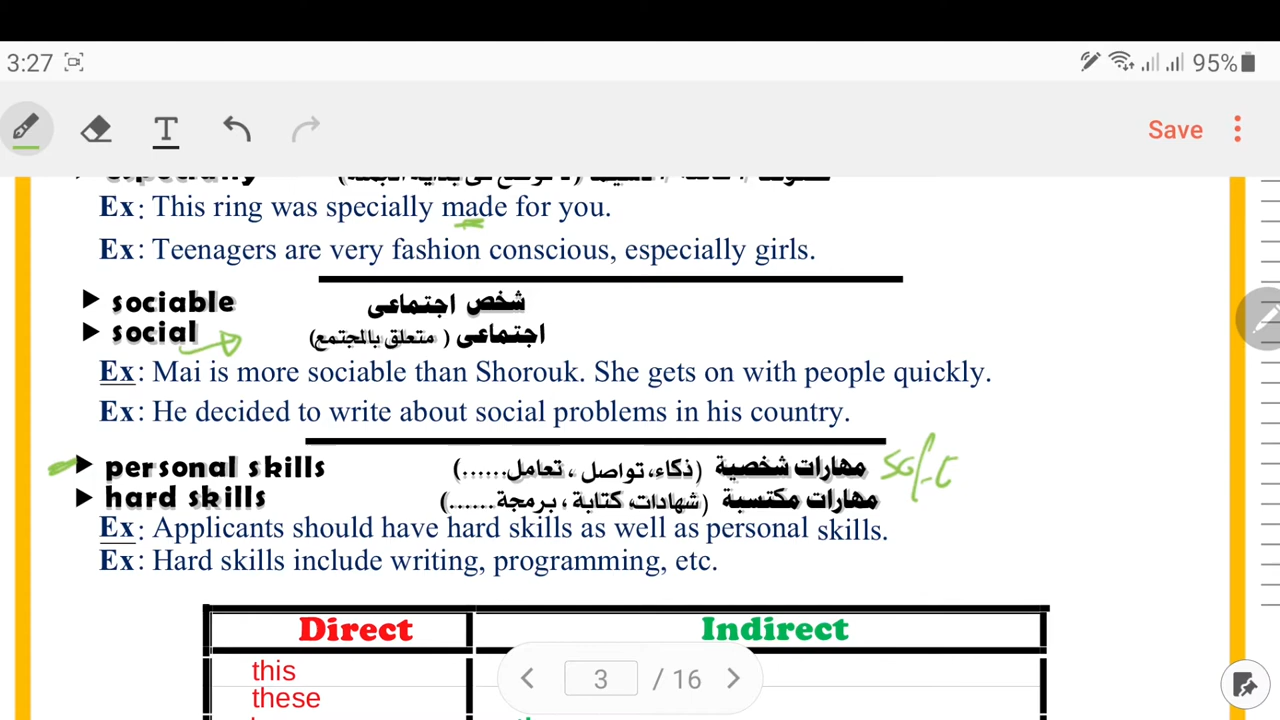 3:27 95%
T Save
especially
Ex: This ring was specially made for you.
Ex: Teenagers are very fashion conscious, especially girls.
sociable شخص اجتماعى
social اجتماعى ( متعلق بالمجتمع)
Ex: Mai is more sociable than Shorouk. She gets on with people quickly.
Ex: He decided to write about social problems in his country.
personal skills مهارات شخصية (ذكاء، تواصل ، تعامل......) soft
hard skills مهارات مكتسبة (شهادات، كتابة ، برمجة......)
Ex: Applicants should have hard skills as well as personal skills.
Ex: Hard skills include writing, programming, etc.
Direct Indirect
this
these
3 / 16